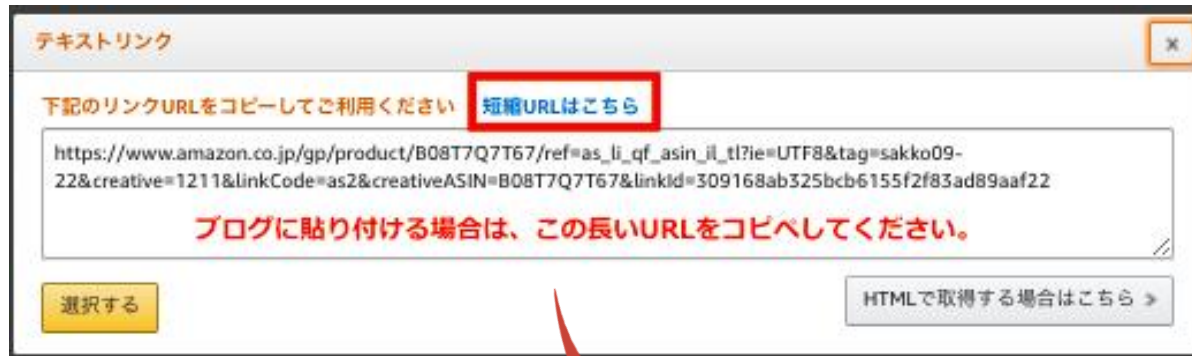 テキストリンク
×
下記のリンクURLをコピーしてご利用ください 短縮URLはこちら
https://www.amazon.co.jp/gp/product/B08T7Q7T67/ref=as_li_qf_asin_il_tl?ie=UTF8&tag=sakko09-
22&creative=1211&linkCode=as2&creativeASIN=B08T7Q7T67&linkId=309168ab325bcb6155f2f83ad89aaf22
ブログに貼り付ける場合は、この長いURLをコピペしてください。
選択する
HTMLで取得する場合はこちら »